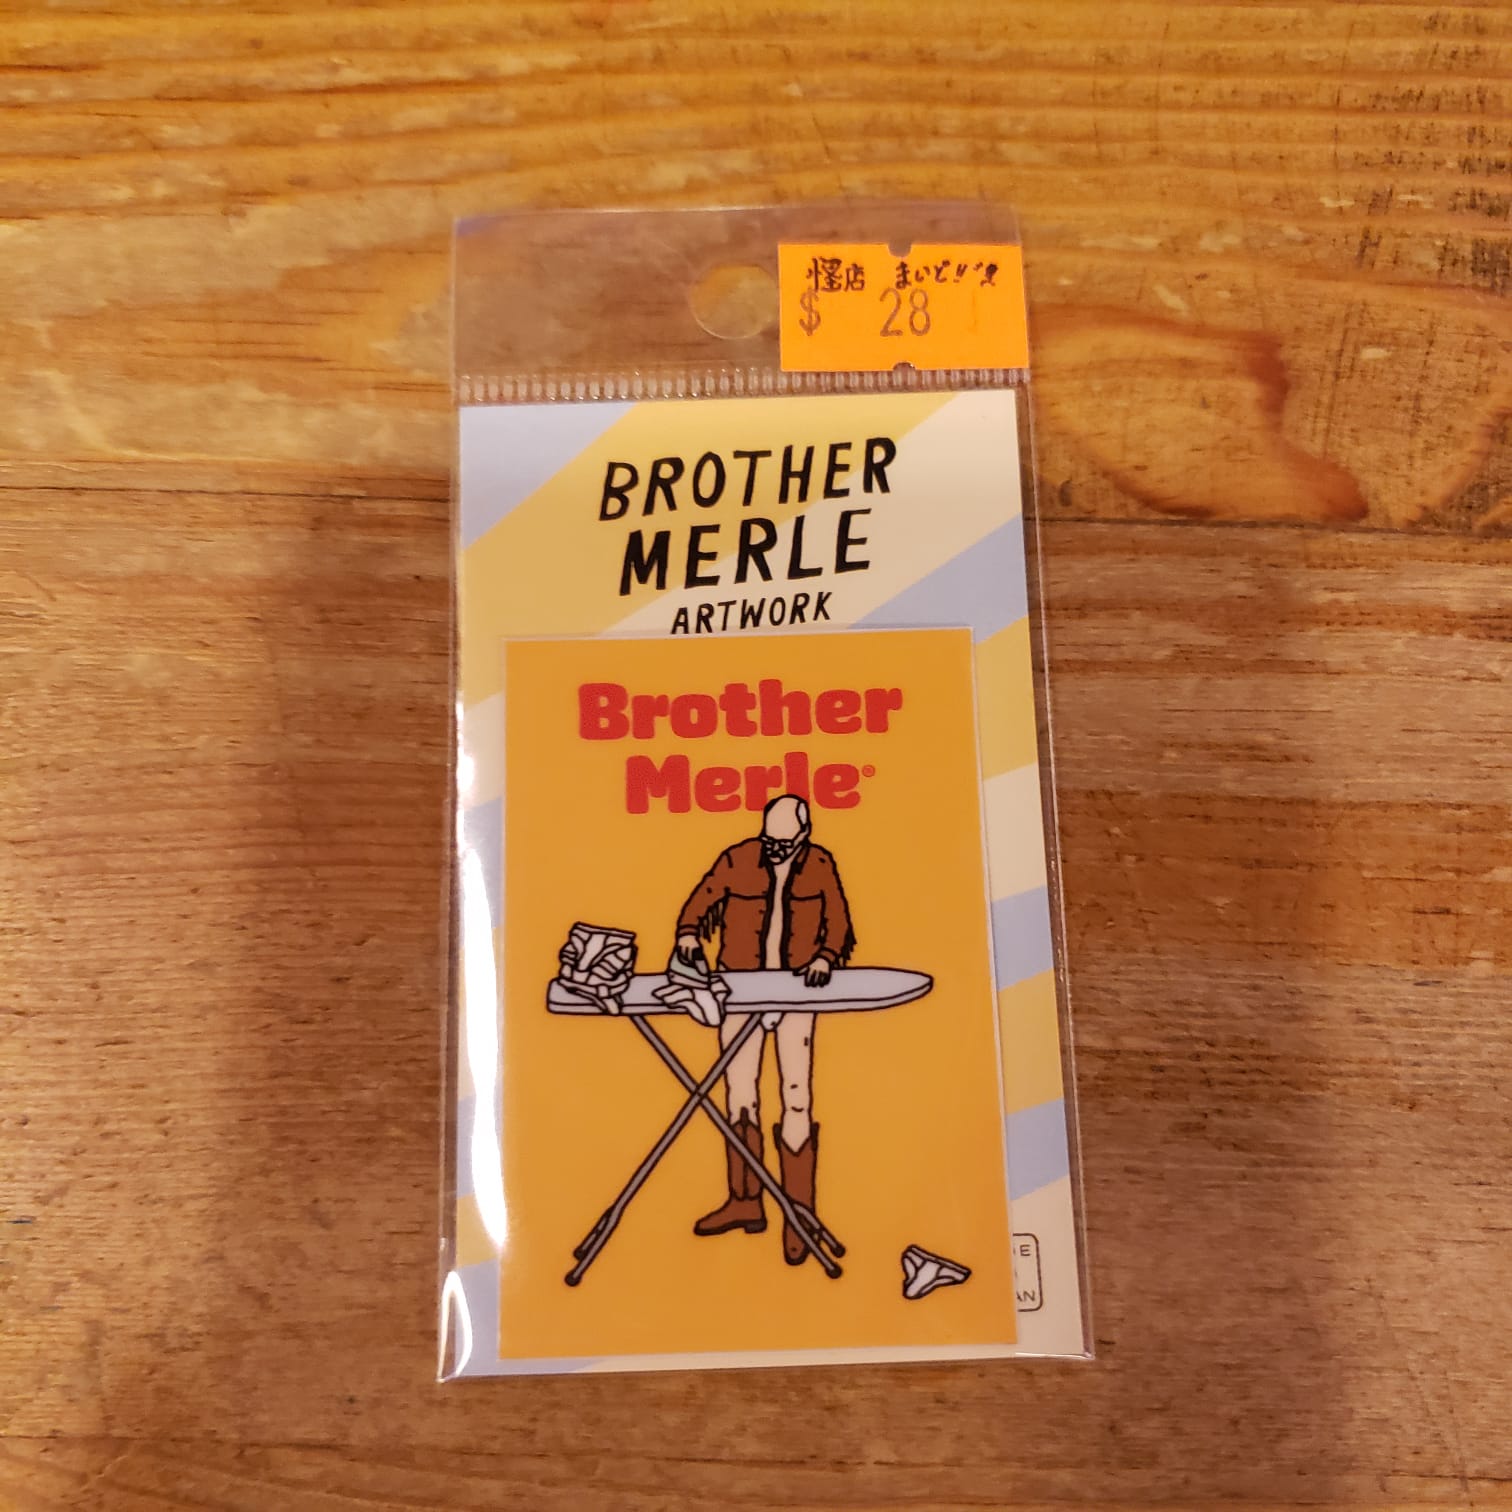 怪店 まいど!!
$ 28
BROTHER
MERLE
ARTWORK
Brother
Merle®